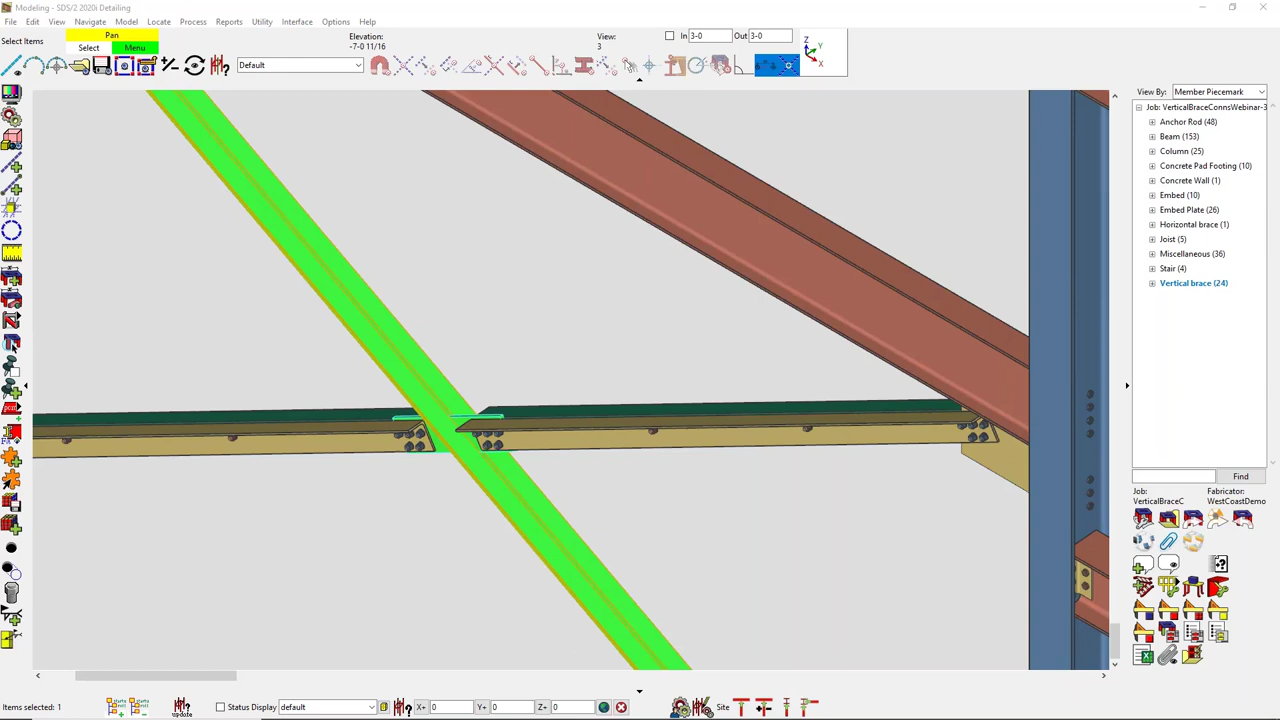 Modeling - SDS/2 2020i Detailing
File Edit View Navigate Model Locate Process Reports Utility Interface Options Help
Select Items
Pan
Select Menu
Elevation:
-7-0 11/16
View:
3
In 3-0 Out 3-0
Z
Y
X
Default
View By: Member Piecemark
Job: VerticalBraceConnsWebinar-3
Anchor Rod (48)
Beam (153)
Column (25)
Concrete Pad Footing (10)
Concrete Wall (1)
Embed (10)
Embed Plate (26)
Horizontal brace (1)
Joist (5)
Miscellaneous (36)
Stair (4)
Vertical brace (24)
Find
Job: Fabricator:
VerticalBraceC WestCoastDemo
Items selected: 1
update
Status Display default
X+ 0 Y+ 0 Z+ 0
Site